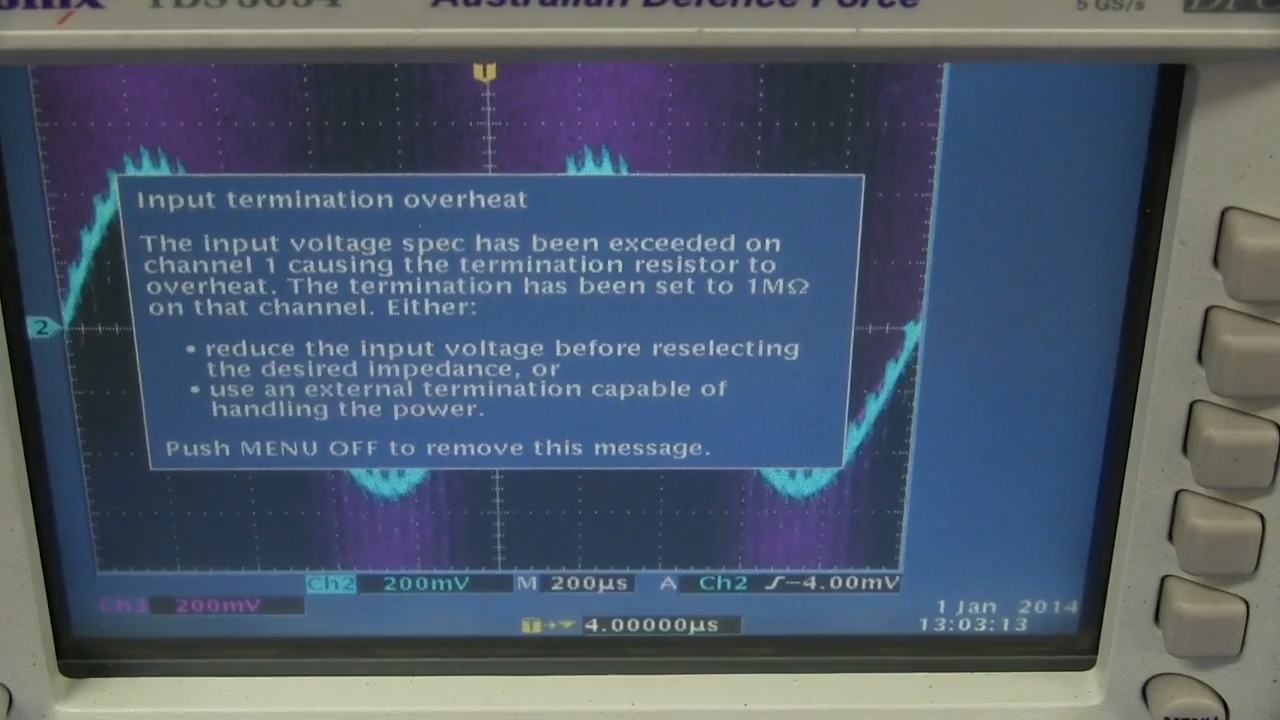 TDS3054
Australian Defence Force
5 GS/s
Input termination overheat
The input voltage spec has been exceeded on
channel 1 causing the termination resistor to
overheat. The termination has been set to 1MΩ
on that channel. Either:
• reduce the input voltage before reselecting
the desired impedance, or
• use an external termination capable of
handling the power.
Push MENU OFF to remove this message.
2
Ch2 200mV M 200µs A Ch2 ʃ−4.00mV
Ch3 200mV
T→▼ 4.00000µs
1 Jan 2014
13:03:13
MENU